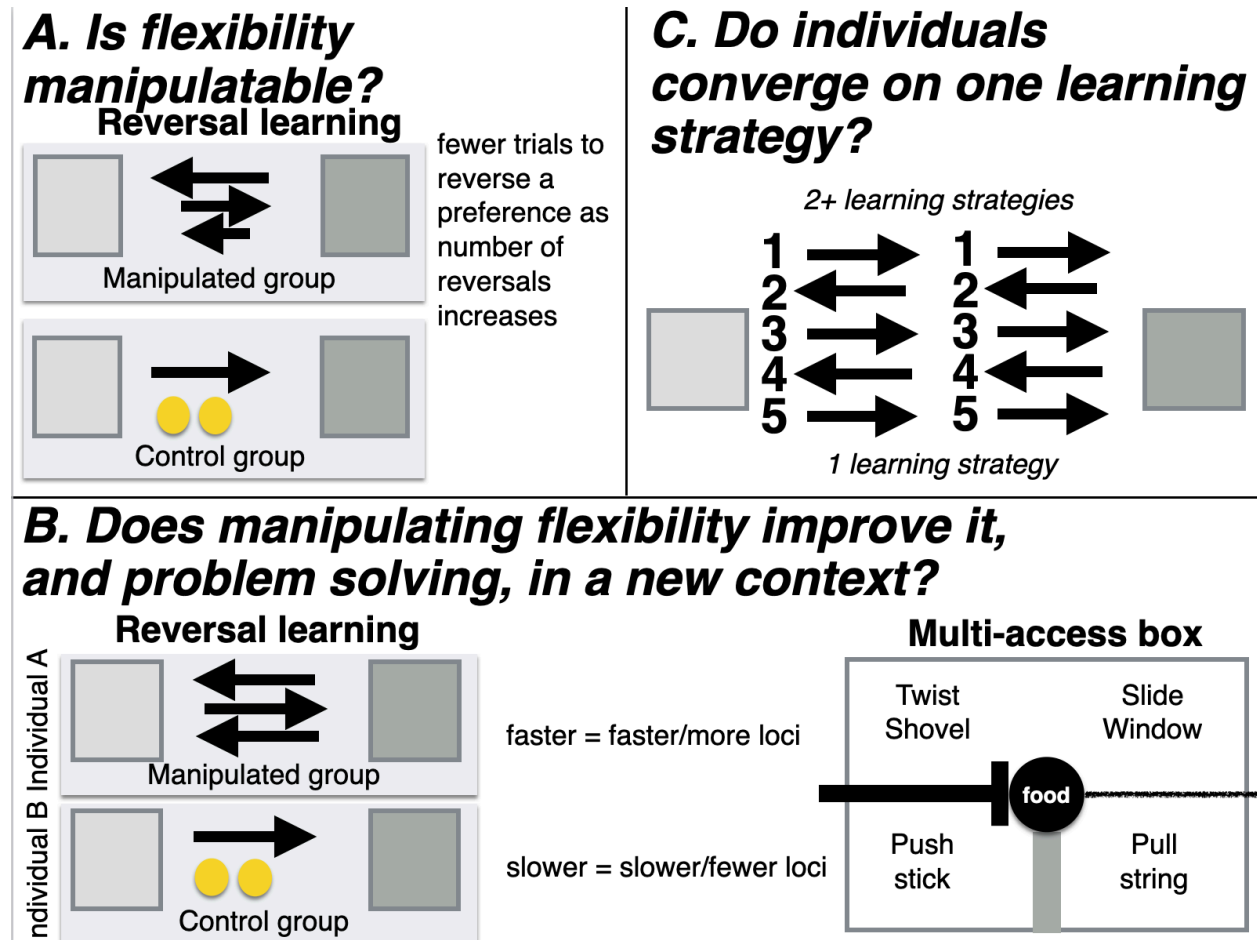 A. Is flexibility
manipulatable?
Reversal learning
Manipulated group
Control group
fewer trials to
reverse a
preference as
number of
reversals
increases
C. Do individuals
converge on one learning
strategy?
2+ learning strategies
1 1
2 2
3 3
4 4
5 5
1 learning strategy
B. Does manipulating flexibility improve it,
and problem solving, in a new context?
Reversal learning
Individual A
Manipulated group
ndividual B
Control group
faster = faster/more loci
slower = slower/fewer loci
Multi-access box
Twist
Shovel
Slide
Window
food
Push
stick
Pull
string